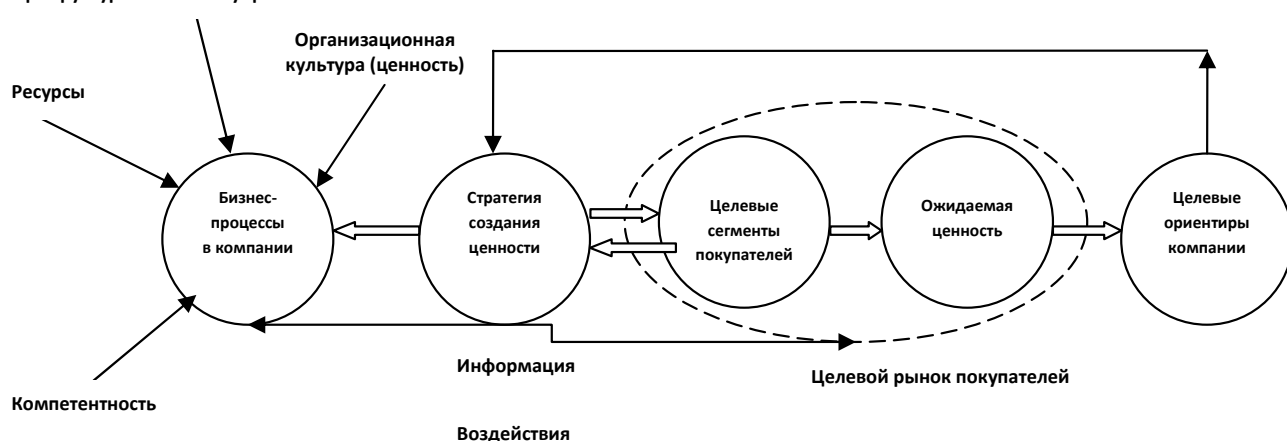 Организационная
культура (ценность)
Ресурсы
Бизнес-
процессы
в компании
Стратегия
создания
ценности
Целевые
сегменты
покупателей
Ожидаемая
ценность
Целевые
ориентиры
компании
Информация
Целевой рынок покупателей
Компетентность
Воздействия